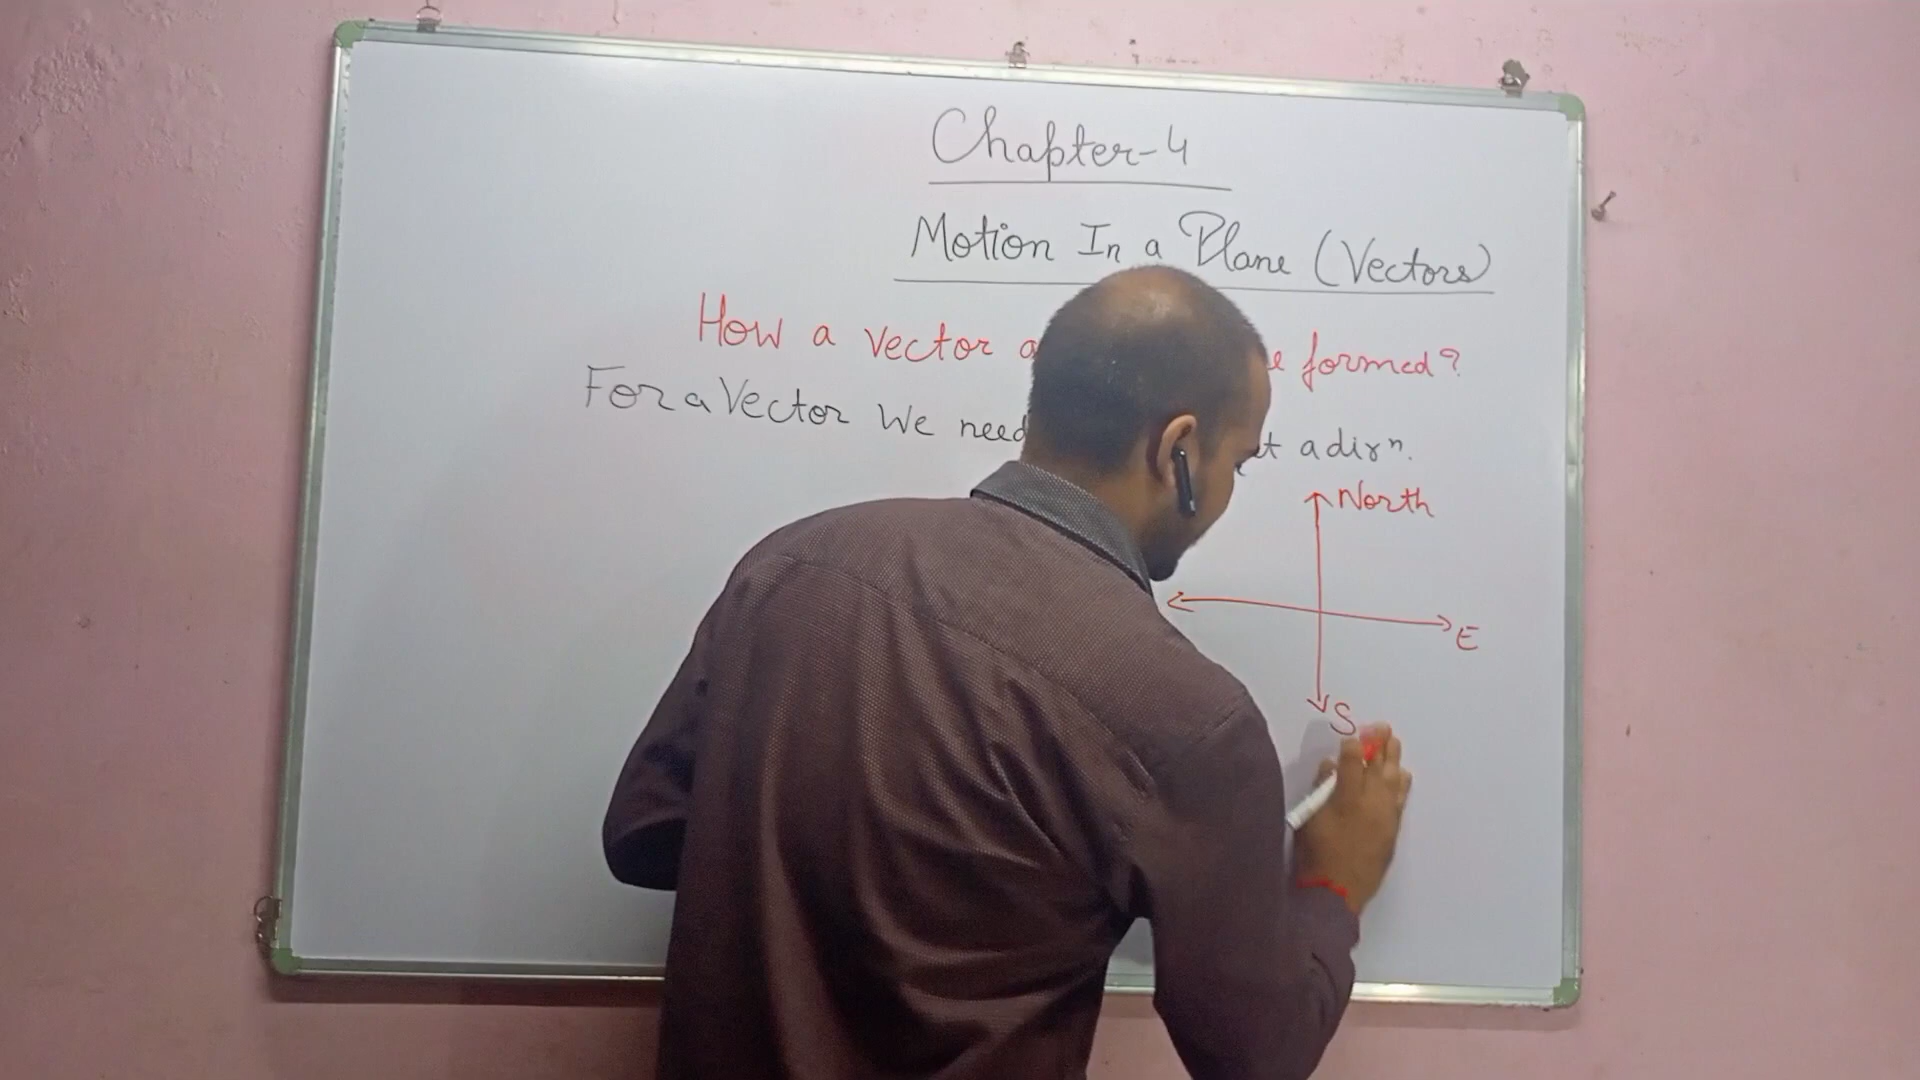 Chapter-4
Motion In a Plane (Vectors)
How a vector formed?
For a Vector We need a dirⁿ.
North
E
S